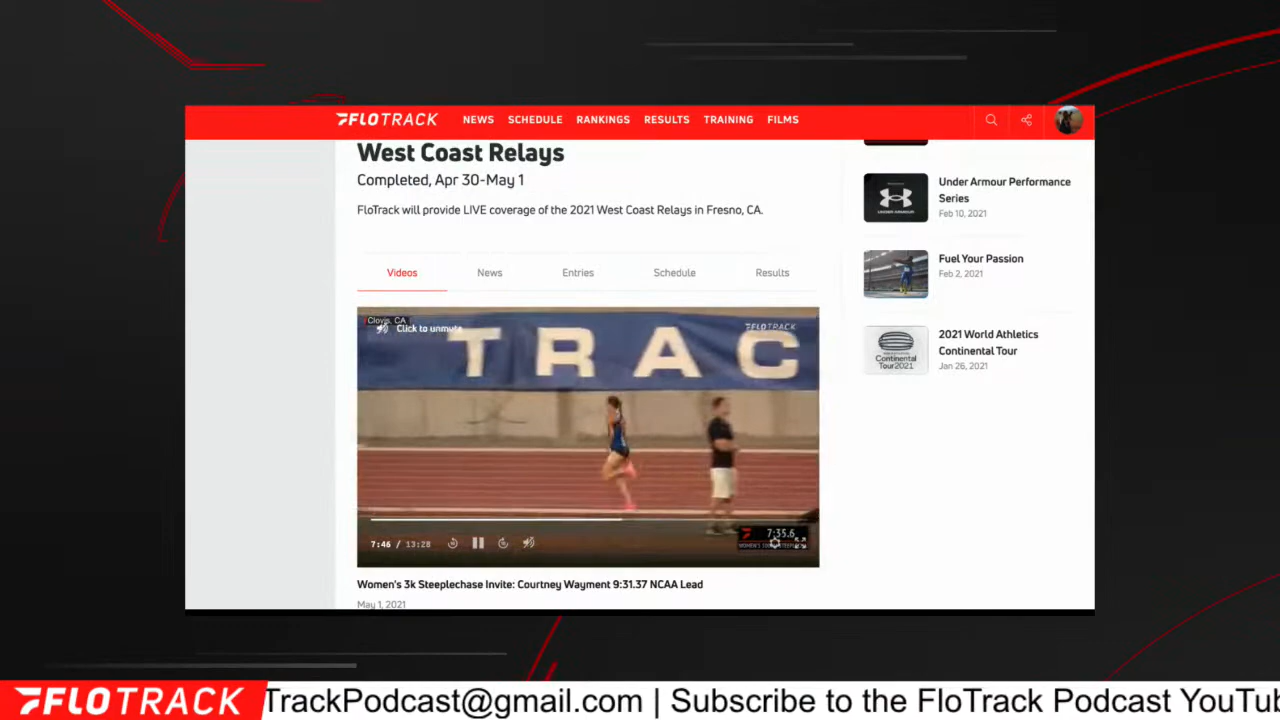 FLOTRACK NEWS SCHEDULE RANKINGS RESULTS TRAINING FILMS
West Coast Relays
Completed, Apr 30-May 1
FloTrack will provide LIVE coverage of the 2021 West Coast Relays in Fresno, CA.
Videos News Entries Schedule Results
Clovis, CA
Click to unmute
FLOTRACK
TRAC
7:35.6
7:46 / 13:28
Women's 3k Steeplechase Invite: Courtney Wayment 9:31.37 NCAA Lead
May 1, 2021
UNDER ARMOUR
Under Armour Performance
Series
Feb 10, 2021
Fuel Your Passion
Feb 2, 2021
Continental
Tour2021
2021 World Athletics
Continental Tour
Jan 26, 2021
FLOTRACK TrackPodcast@gmail.com | Subscribe to the FloTrack Podcast YouTub